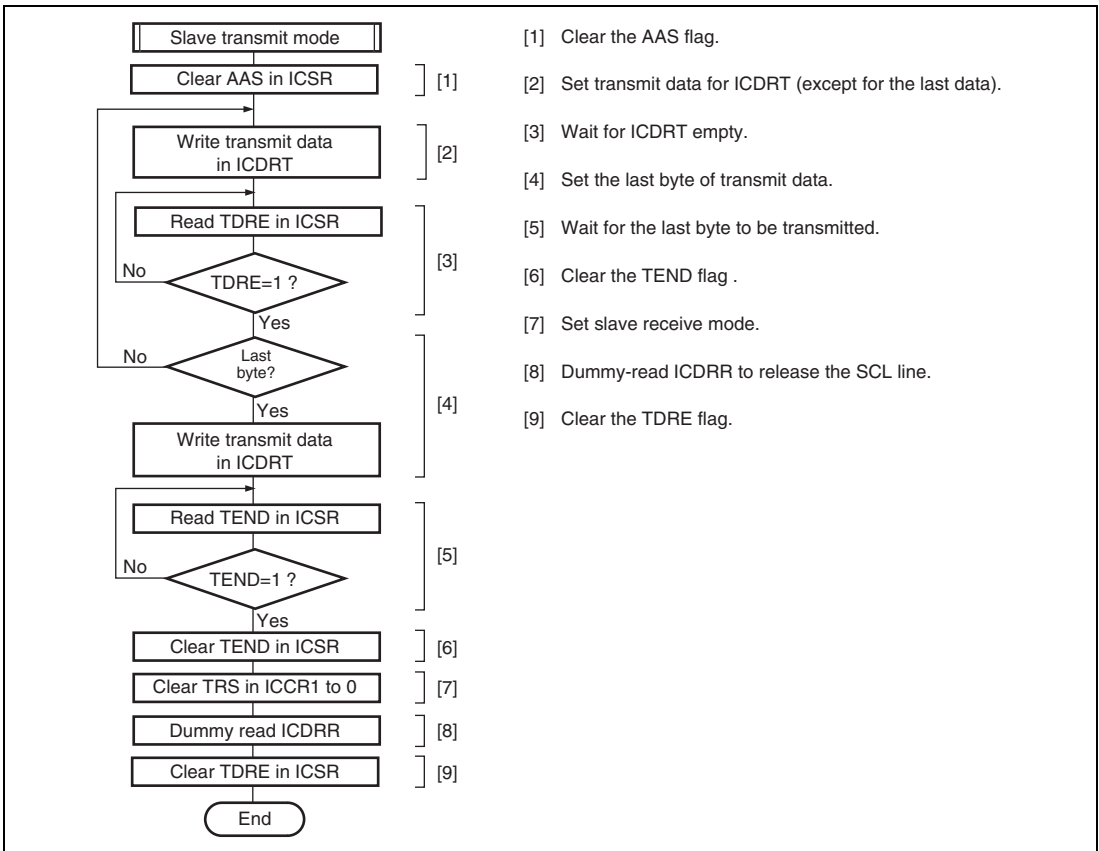 Slave transmit mode
Clear AAS in ICSR
[1]
Write transmit data
in ICDRT
[2]
Read TDRE in ICSR
No
TDRE=1 ?
[3]
Yes
No
Last
byte?
Yes
[4]
Write transmit data
in ICDRT
Read TEND in ICSR
No
TEND=1 ?
[5]
Yes
Clear TEND in ICSR
[6]
Clear TRS in ICCR1 to 0
[7]
Dummy read ICDRR
[8]
Clear TDRE in ICSR
[9]
End
[1] Clear the AAS flag.
[2] Set transmit data for ICDRT (except for the last data).
[3] Wait for ICDRT empty.
[4] Set the last byte of transmit data.
[5] Wait for the last byte to be transmitted.
[6] Clear the TEND flag .
[7] Set slave receive mode.
[8] Dummy-read ICDRR to release the SCL line.
[9] Clear the TDRE flag.